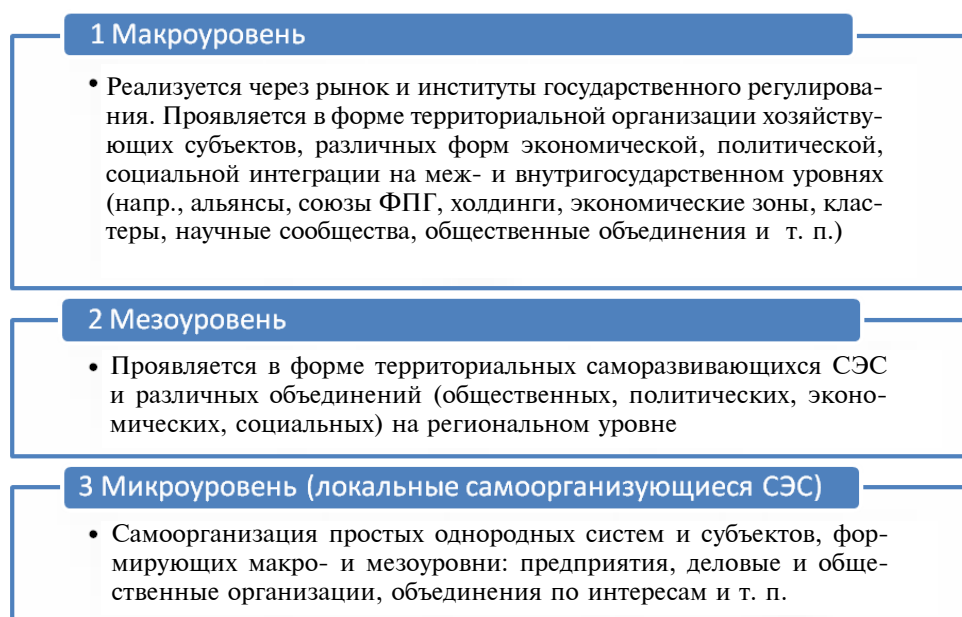 1 Макроуровень
• Реализуется через рынок и институты государственного регулирова-
ния. Проявляется в форме территориальной организации хозяйству-
ющих субъектов, различных форм экономической, политической,
социальной интеграции на меж- и внутригосударственном уровнях
(напр., альянсы, союзы ФПГ, холдинги, экономические зоны, клас-
теры, научные сообщества, общественные объединения и т. п.)
2 Мезоуровень
• Проявляется в форме территориальных саморазвивающихся СЭС
и различных объединений (общественных, политических, эконо-
мических, социальных) на региональном уровне
3 Микроуровень (локальные самоорганизующиеся СЭС)
• Самоорганизация простых однородных систем и субъектов, фор-
мирующих макро- и мезоуровни: предприятия, деловые и обще-
ственные организации, объединения по интересам и т. п.